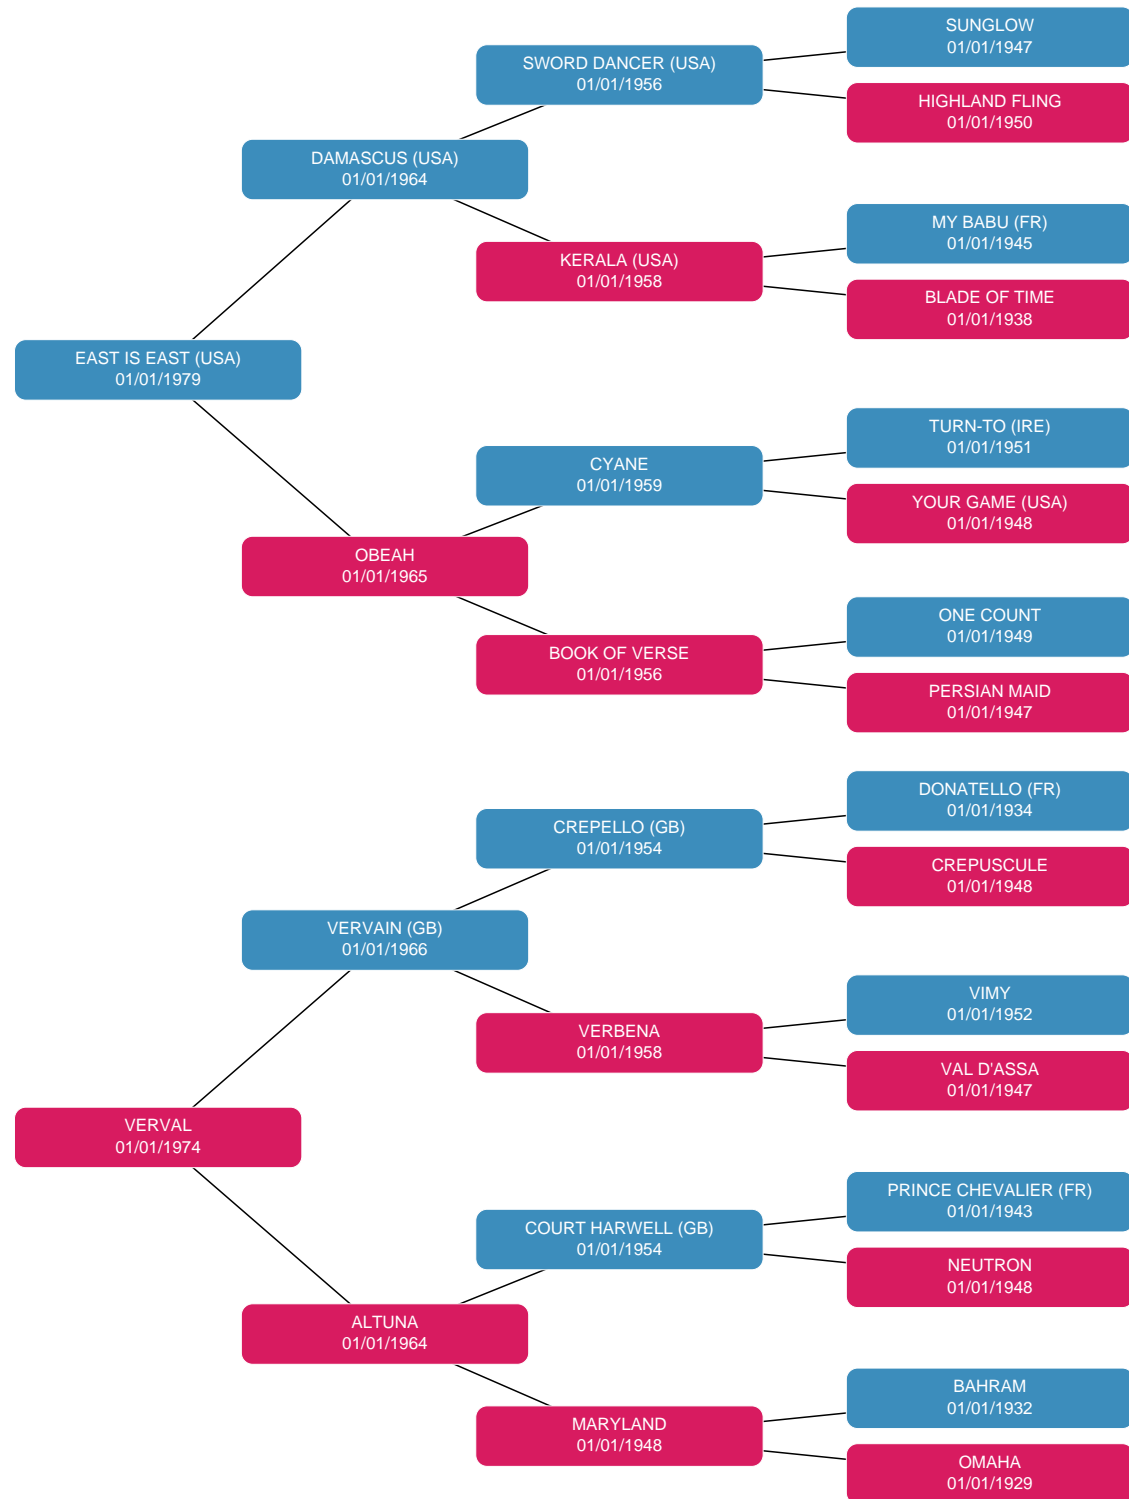 SUNGLOW
01/01/1947
SWORD DANCER (USA)
01/01/1956
HIGHLAND FLING
01/01/1950
DAMASCUS (USA)
01/01/1964
MY BABU (FR)
01/01/1945
KERALA (USA)
01/01/1958
BLADE OF TIME
01/01/1938
EAST IS EAST (USA)
01/01/1979
TURN-TO (IRE)
01/01/1951
CYANE
01/01/1959
YOUR GAME (USA)
01/01/1948
OBEAH
01/01/1965
ONE COUNT
01/01/1949
BOOK OF VERSE
01/01/1956
PERSIAN MAID
01/01/1947
DONATELLO (FR)
01/01/1934
CREPELLO (GB)
01/01/1954
CREPUSCULE
01/01/1948
VERVAIN (GB)
01/01/1966
VIMY
01/01/1952
VERBENA
01/01/1958
VAL D'ASSA
01/01/1947
VERVAL
01/01/1974
PRINCE CHEVALIER (FR)
01/01/1943
COURT HARWELL (GB)
01/01/1954
NEUTRON
01/01/1948
ALTUNA
01/01/1964
BAHRAM
01/01/1932
MARYLAND
01/01/1948
OMAHA
01/01/1929